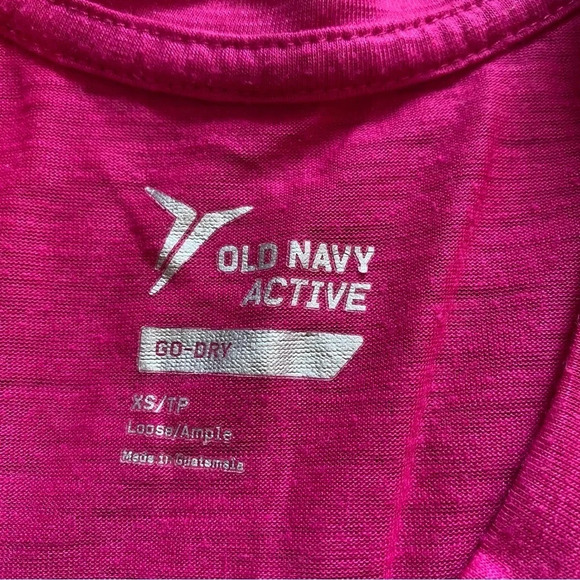 OLD NAVY
ACTIVE
GO-DRY
XS/TP
Loose/Ample
Made in Guatemala